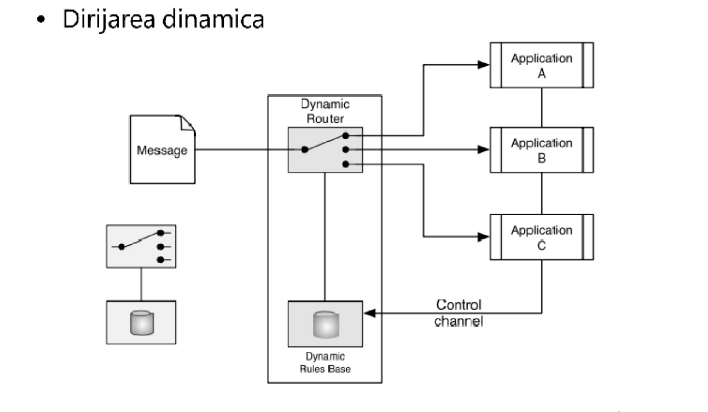 • Dirijarea dinamica
Application
A
Dynamic
Router
Message
Application
B
Application
C
Control
channel
Dynamic
Rules Base